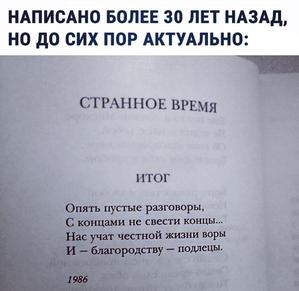 НАПИСАНО БОЛЕЕ 30 ЛЕТ НАЗАД,
НО ДО СИХ ПОР АКТУАЛЬНО:
СТРАННОЕ ВРЕМЯ
ИТОГ
Опять пустые разговоры,
С концами не свести концы...
Нас учат честной жизни воры
И — благородству — подлецы.
1986